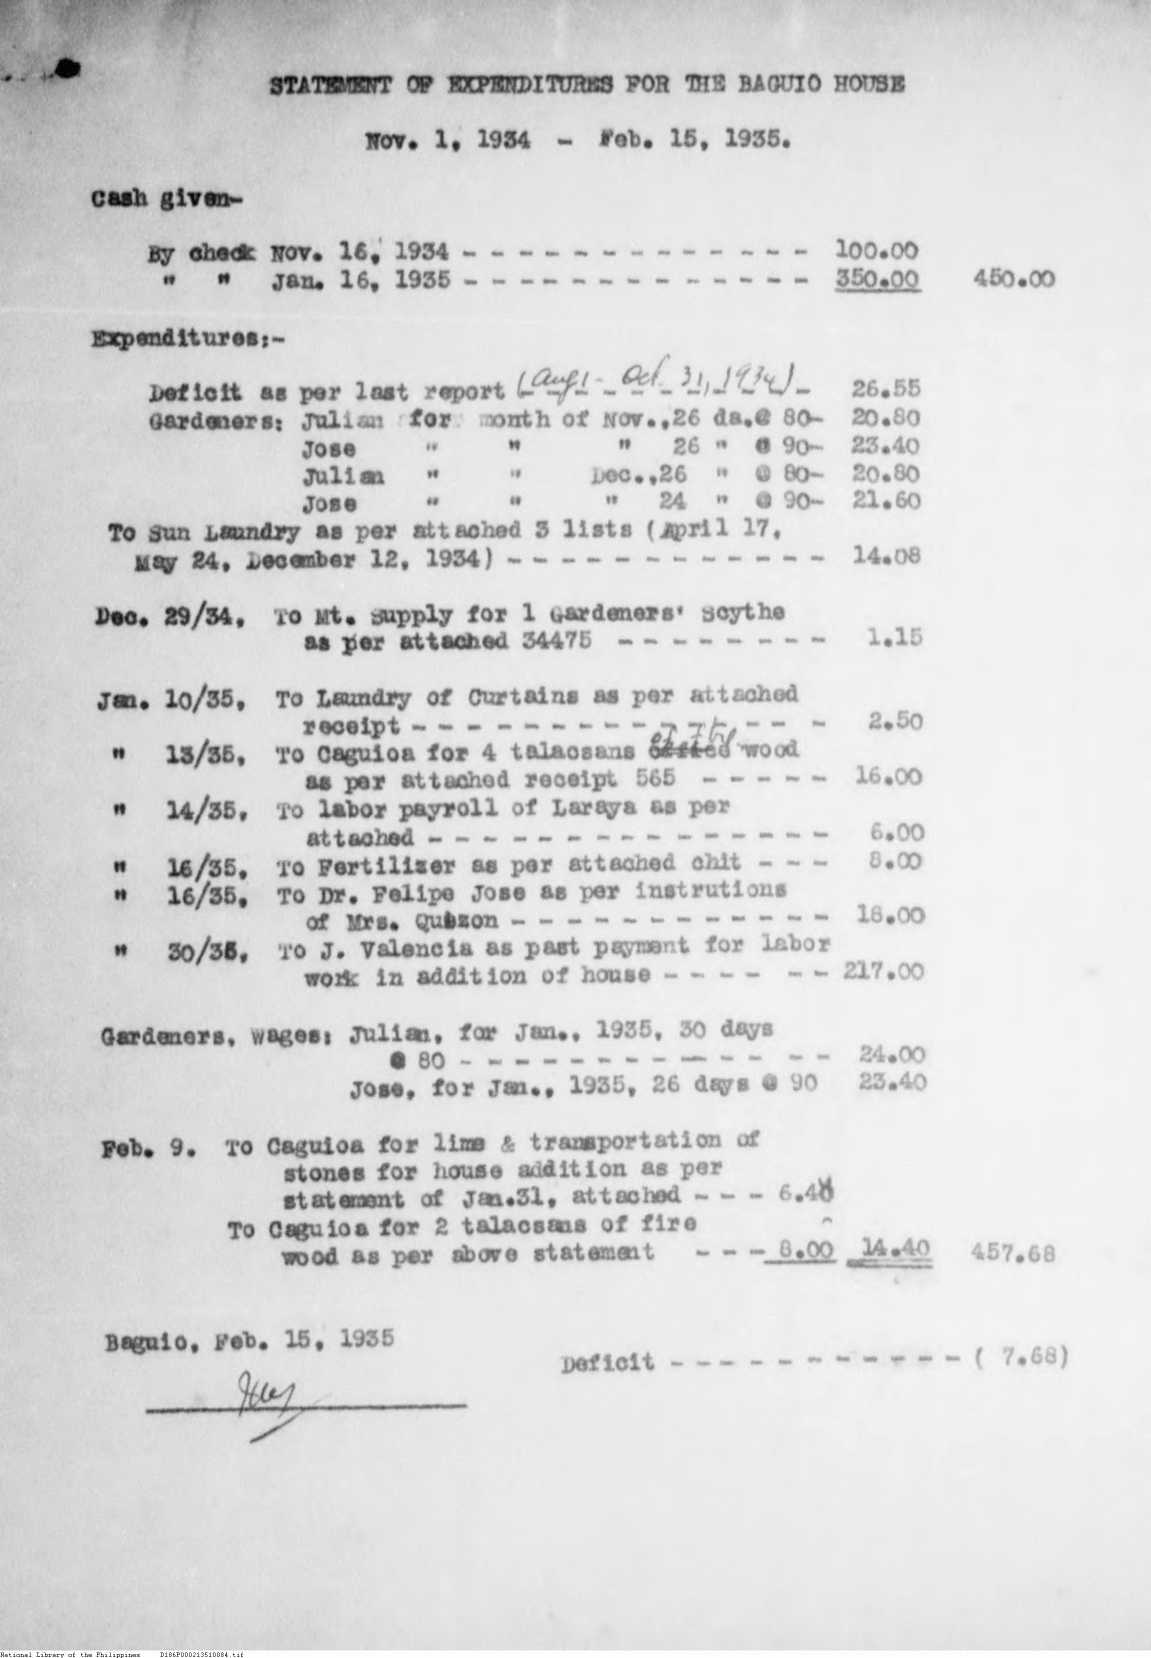 STATEMENT OF EXPENDITURES FOR THE BAGUIO HOUSE
Nov. 1, 1934 - Feb. 15, 1935.
Cash given-
By check Nov. 16, 1934 - - - - - - - - - - - - - 100.00
" " Jan. 16, 1935 - - - - - - - - - - - - - 350.00 450.00
Expenditures:-
Deficit as per last report (Aug 1 - Oct. 31, 1934) - 26.55
Gardeners: Julian for month of Nov.,26 da.@ 80- 20.80
Jose " " " 26 " @ 90- 23.40
Julian " " Dec.,26 " @ 80- 20.80
Jose " " " 24 " @ 90- 21.60
To Sun Laundry as per attached 3 lists (April 17,
May 24, December 12, 1934) - - - - - - - - - - - - 14.08
Dec. 29/34, To Mt. Supply for 1 Gardeners' Scythe
as per attached 34475 - - - - - - - - 1.15
Jan. 10/35, To Laundry of Curtains as per attached
receipt - - - - - - - - - - - - - - - 2.50
" 13/35, To Caguioa for 4 talacsans wood
as per attached receipt 565 - - - - - 16.00
" 14/35, To labor payroll of Laraya as per
attached - - - - - - - - - - - - - - - 6.00
" 16/35, To Fertilizer as per attached chit - - - 8.00
" 16/35, To Dr. Felipe Jose as per instrutions
of Mrs. Quezon - - - - - - - - - - - - 18.00
" 30/35, To J. Valencia as past payment for labor
work in addition of house - - - - - - 217.00
Gardeners, wages: Julian, for Jan., 1935, 30 days
@ 80 - - - - - - - - - - - - - - 24.00
Jose, for Jan., 1935, 26 days @ 90 23.40
Feb. 9. To Caguioa for lime & transportation of
stones for house addition as per
statement of Jan.31, attached - - - 6.40
To Caguioa for 2 talacsans of fire
wood as per above statement - - - 8.00 14.40 457.68
Baguio, Feb. 15, 1935
Deficit - - - - - - - - - - - ( 7.68)
National Library of the Philippines D186P000213510084.tif